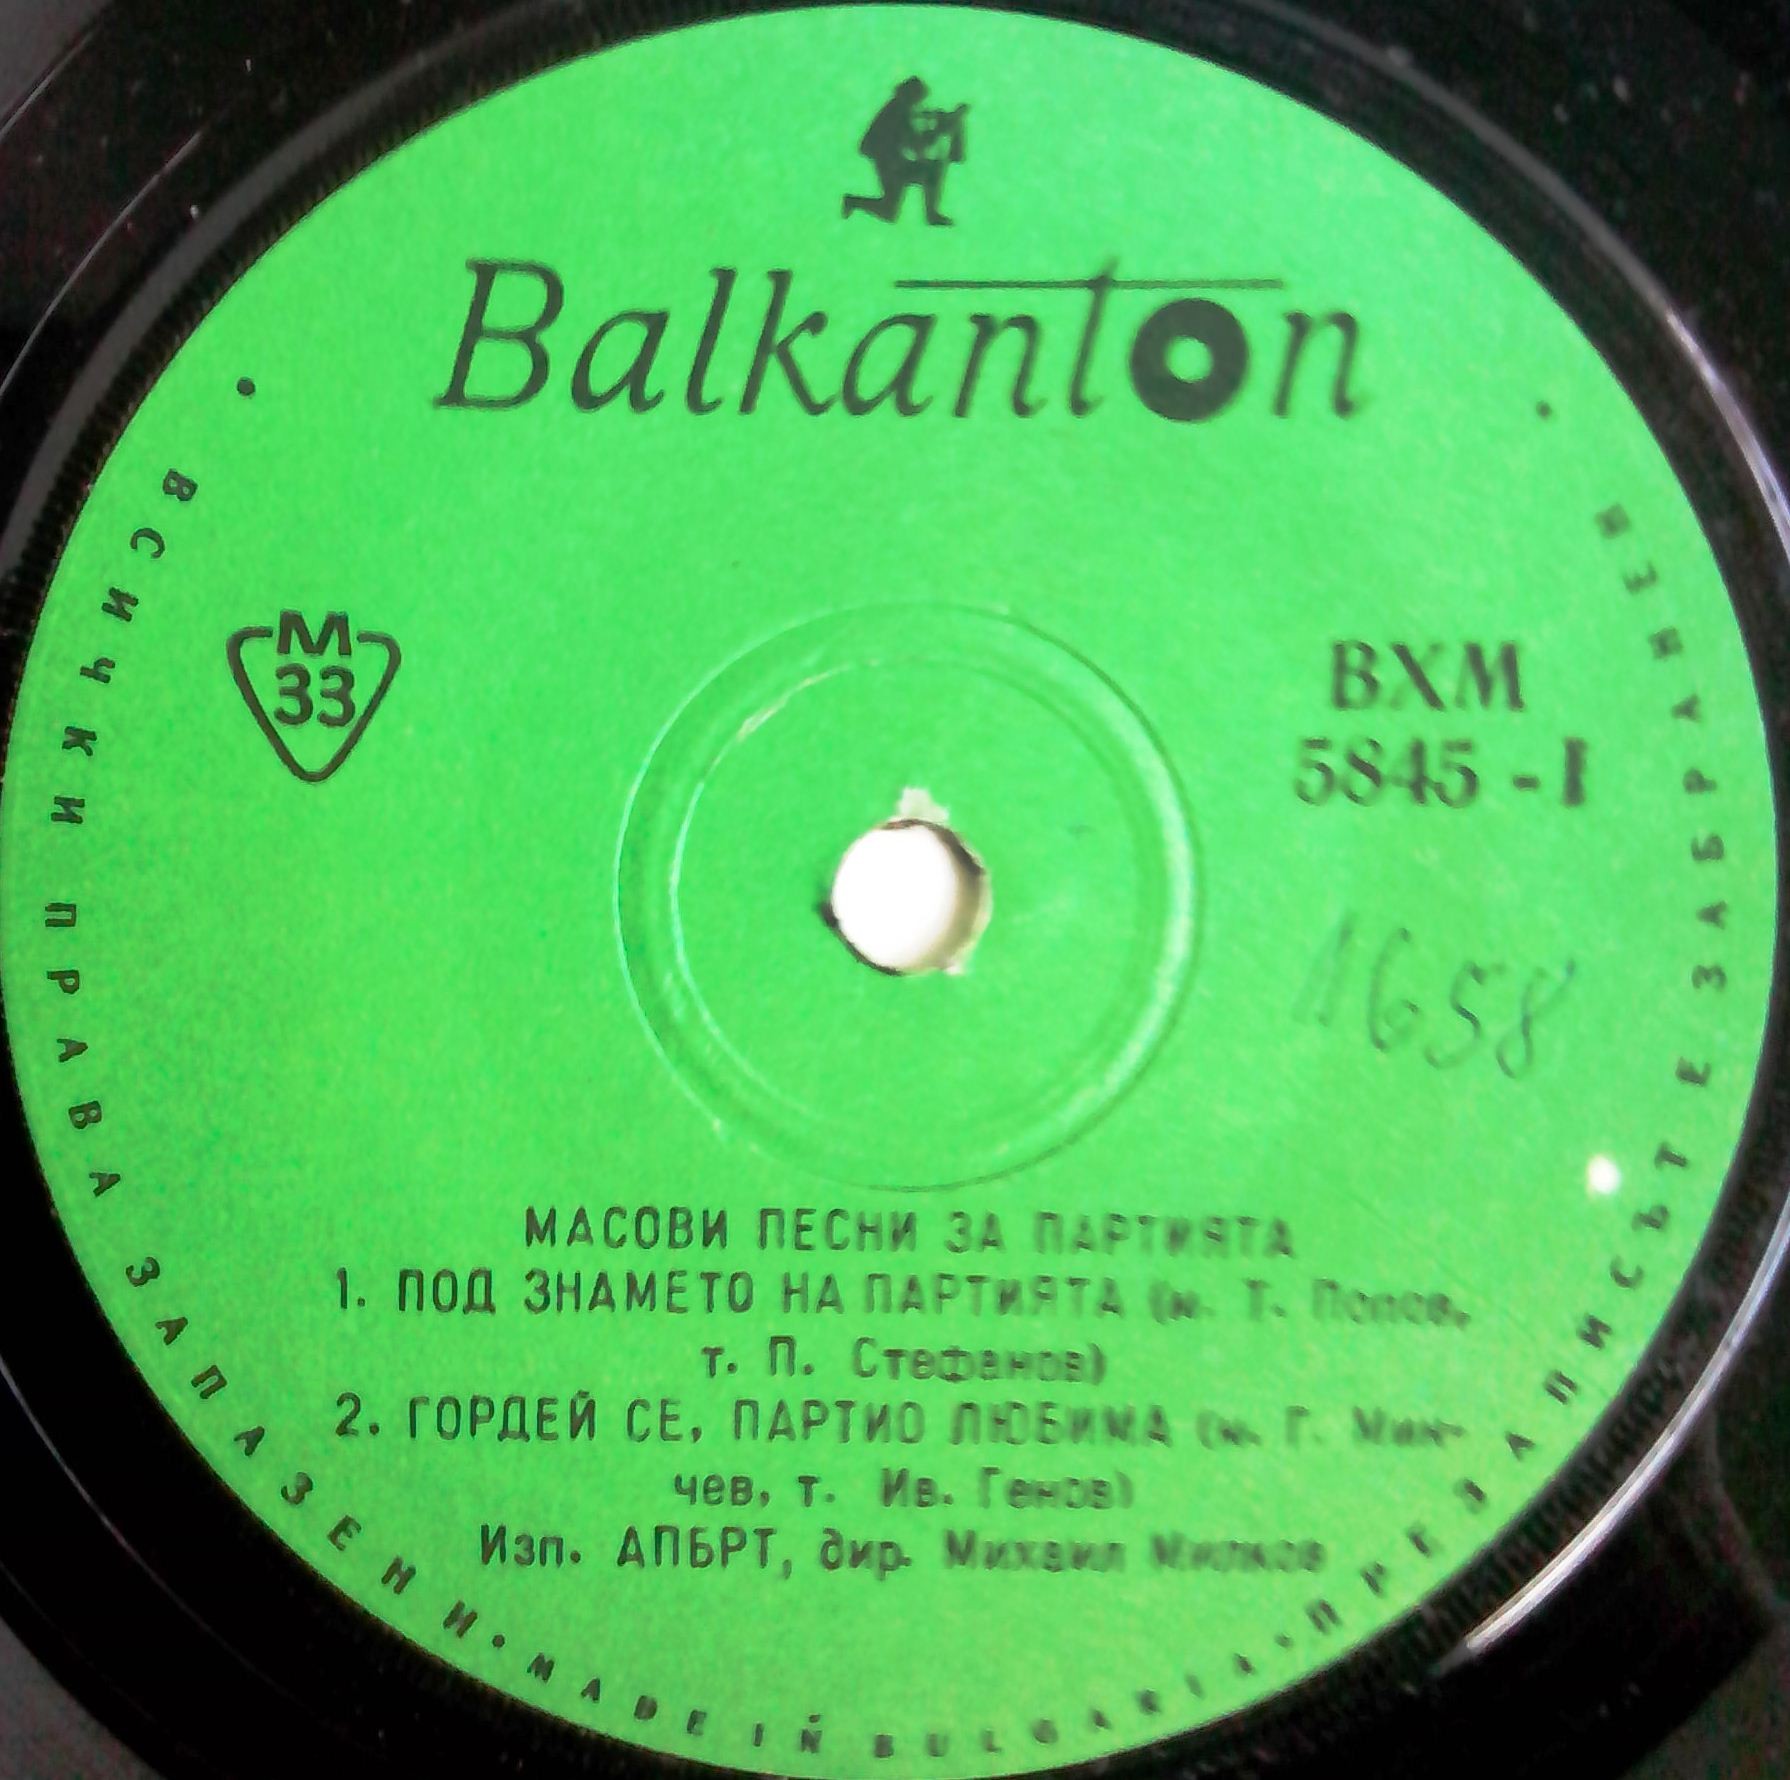 Balkanton
M
33
ВХМ
5845 - I
1658
МАСОВИ ПЕСНИ ЗА ПАРТИЯТА
1. ПОД ЗНАМЕТО НА ПАРТИЯТА (м. Т. Попов,
т. П. Стефанов)
2. ГОРДЕЙ СЕ, ПАРТИО ЛЮБИМА (м. Г. Мин-
чев, т. Ив. Генов)
Изп. АПБРТ, дир. Михаил Милков
• ВСИЧКИ ПРАВА ЗАПАЗЕНИ • MADE IN BULGARIA • ПРЕЗАПИСЪТ Е ЗАБРАНЕН •